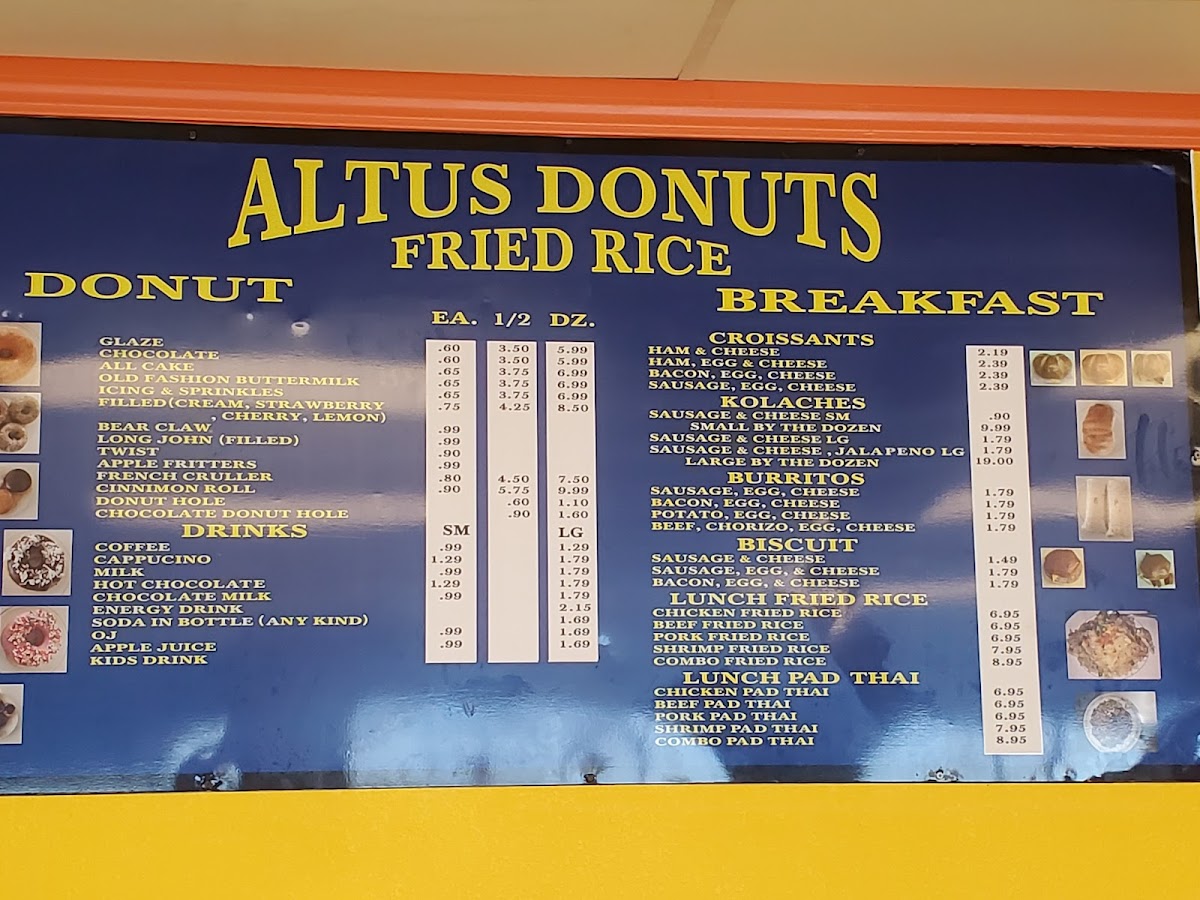 ALTUS DONUTS
FRIED RICE
DONUT
EA. 1/2 DZ.
GLAZE .60 3.50 5.99
CHOCOLATE .60 3.50 5.99
ALL CAKE .65 3.75 6.99
OLD FASHION BUTTERMILK .65 3.75 6.99
ICING & SPRINKLES .65 3.75 6.99
FILLED(CREAM, STRAWBERRY .75 4.25 8.50
, CHERRY, LEMON)
BEAR CLAW .99
LONG JOHN (FILLED) .99
TWIST .90
APPLE FRITTERS .99
FRENCH CRULLER .80 4.50 7.50
CINNIMON ROLL .90 5.75 9.99
DONUT HOLE .60 1.10
CHOCOLATE DONUT HOLE .90 1.60
DRINKS SM LG
COFFEE .99 1.29
CAPPUCINO 1.29 1.79
MILK .99 1.79
HOT CHOCOLATE 1.29 1.79
CHOCOLATE MILK .99 1.79
ENERGY DRINK 2.15
SODA IN BOTTLE (ANY KIND) 1.69
OJ .99 1.69
APPLE JUICE .99 1.69
KIDS DRINK
BREAKFAST
CROISSANTS
HAM & CHEESE 2.19
HAM, EGG & CHEESE 2.39
BACON, EGG, CHEESE 2.39
SAUSAGE, EGG, CHEESE 2.39
KOLACHES
SAUSAGE & CHEESE SM .90
SMALL BY THE DOZEN 9.99
SAUSAGE & CHEESE LG 1.79
SAUSAGE & CHEESE , JALAPENO LG 1.79
LARGE BY THE DOZEN 19.00
BURRITOS
SAUSAGE, EGG, CHEESE 1.79
BACON, EGG, CHEESE 1.79
POTATO, EGG, CHEESE 1.79
BEEF, CHORIZO, EGG, CHEESE 1.79
BISCUIT
SAUSAGE & CHEESE 1.49
SAUSAGE, EGG, & CHEESE 1.79
BACON, EGG, & CHEESE 1.79
LUNCH FRIED RICE
CHICKEN FRIED RICE 6.95
BEEF FRIED RICE 6.95
PORK FRIED RICE 6.95
SHRIMP FRIED RICE 7.95
COMBO FRIED RICE 8.95
LUNCH PAD THAI
CHICKEN PAD THAI 6.95
BEEF PAD THAI 6.95
PORK PAD THAI 6.95
SHRIMP PAD THAI 7.95
COMBO PAD THAI 8.95